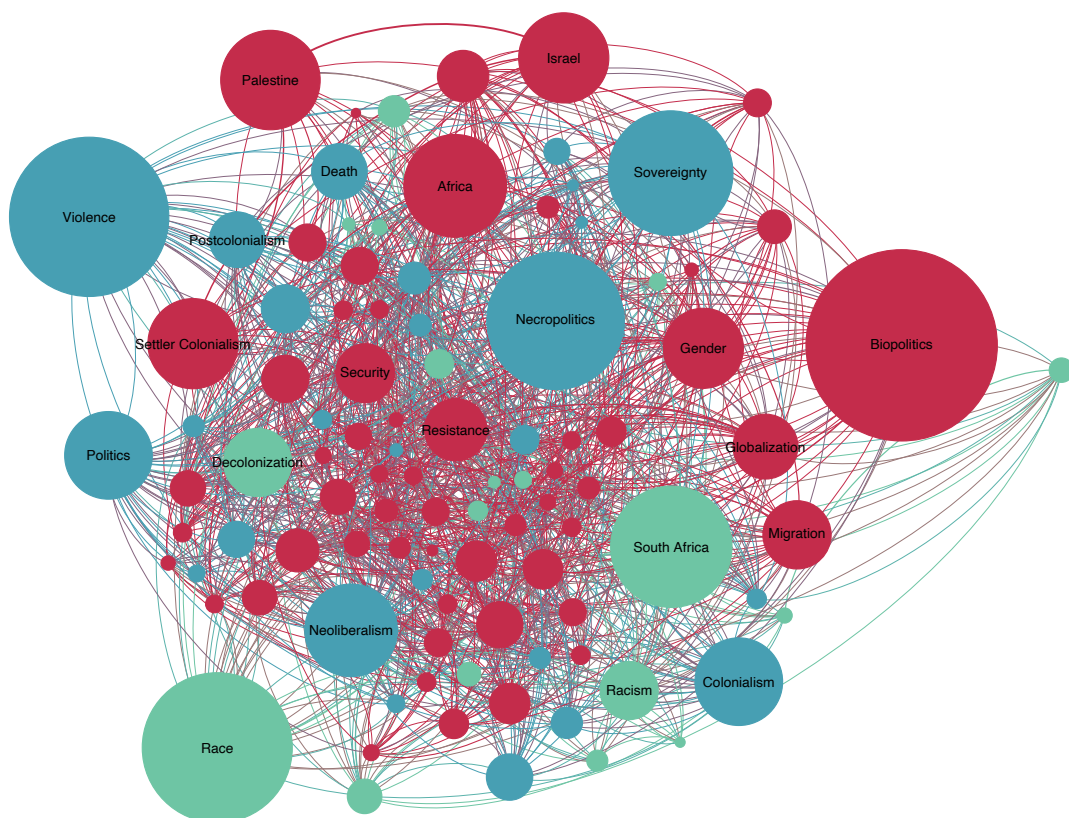 Israel
Palestine
Death
Sovereignty
Africa
Violence
Postcolonialism
Necropolitics
Settler Colonialism
Biopolitics
Gender
Security
Resistance
Globalization
Politics
Decolonization
Migration
South Africa
Neoliberalism
Colonialism
Racism
Race